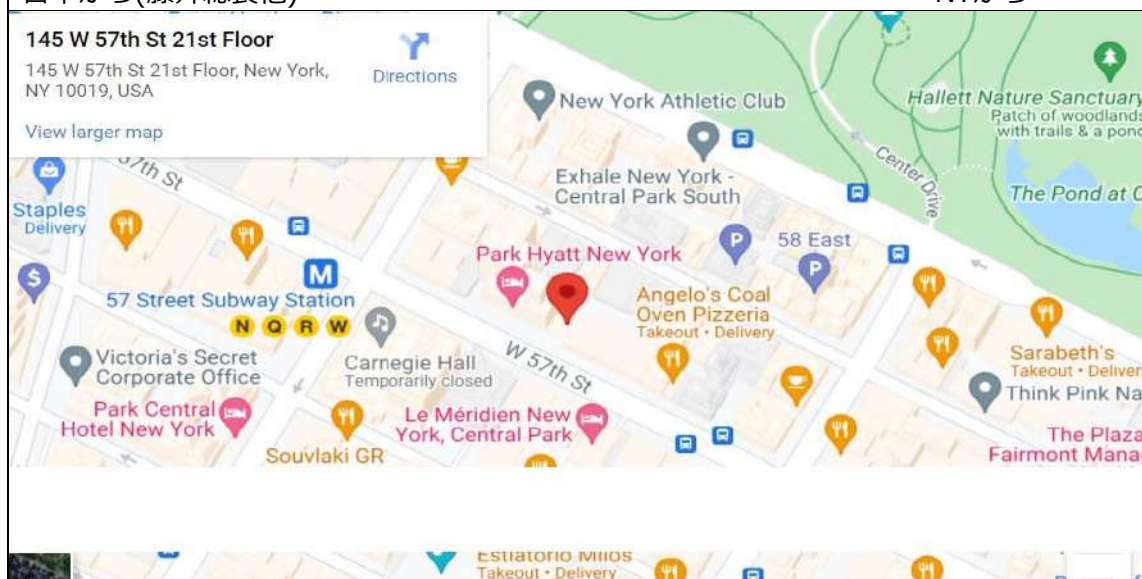 145 W 57th St 21st Floor
145 W 57th St 21st Floor, New York,
NY 10019, USA
Directions
View larger map
New York Athletic Club
Hallett Nature Sanctuary
Patch of woodlands
with trails & a pond
Center Drive
The Pond at C
Exhale New York -
Central Park South
57th St
Staples
Delivery
58 East
P
P
Park Hyatt New York
$
M
57 Street Subway Station
N Q R W
Angelo's Coal
Oven Pizzeria
Takeout • Delivery
Victoria's Secret
Corporate Office
Carnegie Hall
Temporarily closed
W 57th St
Sarabeth's
Takeout • Deliver
Think Pink Na
Park Central
Hotel New York
Le Méridien New
York, Central Park
The Plaza
Fairmont Mana
Souvlaki GR
Estiatorio Milos
Takeout • Delivery